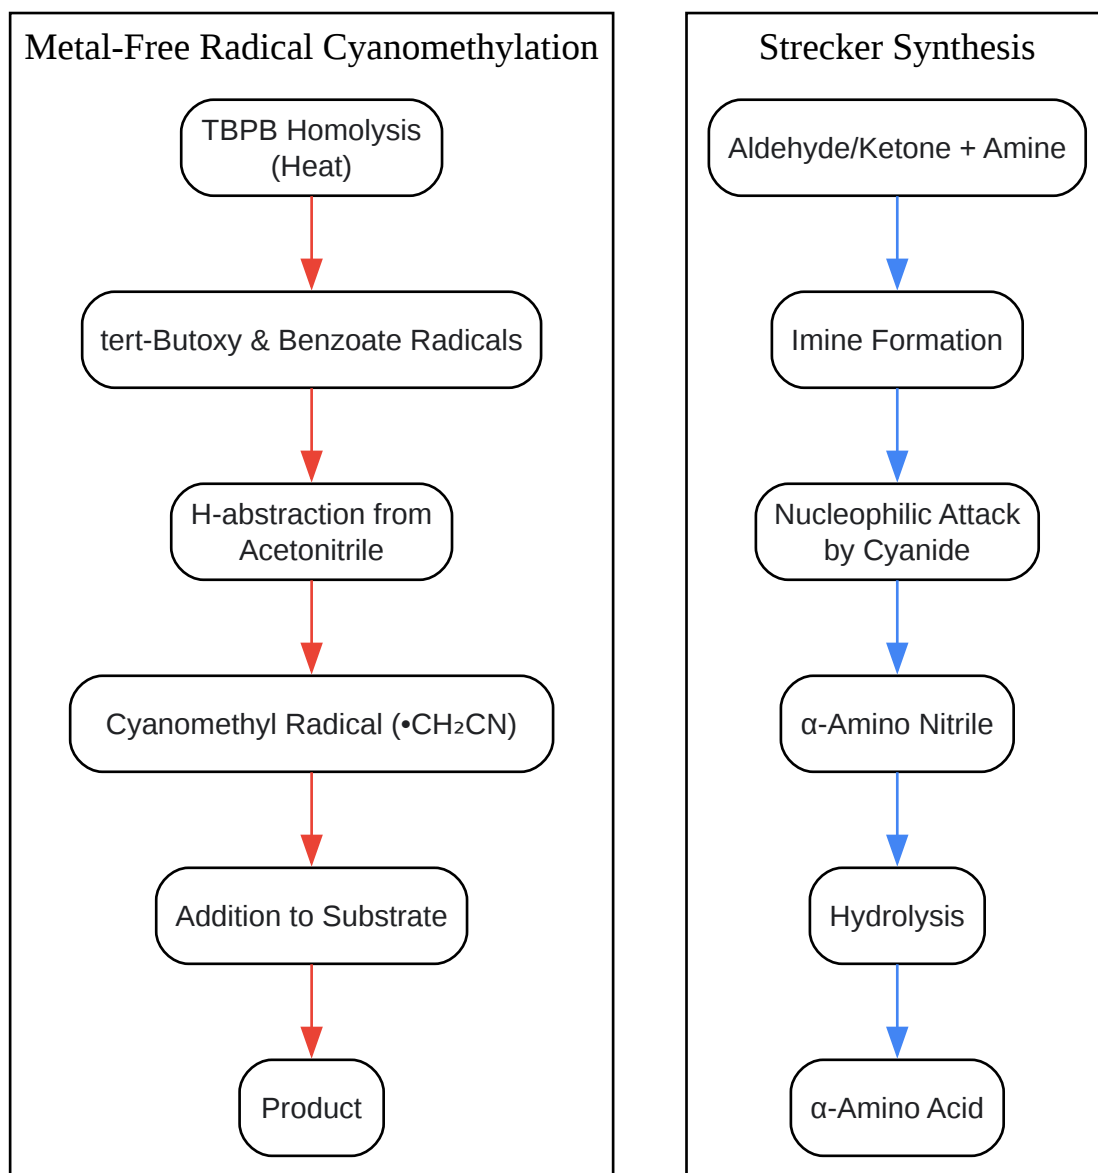 Metal-Free Radical Cyanomethylation
TBPB Homolysis
(Heat)
tert-Butoxy & Benzoate Radicals
H-abstraction from
Acetonitrile
Cyanomethyl Radical (•CH₂CN)
Addition to Substrate
Product
Strecker Synthesis
Aldehyde/Ketone + Amine
Imine Formation
Nucleophilic Attack
by Cyanide
α-Amino Nitrile
Hydrolysis
α-Amino Acid